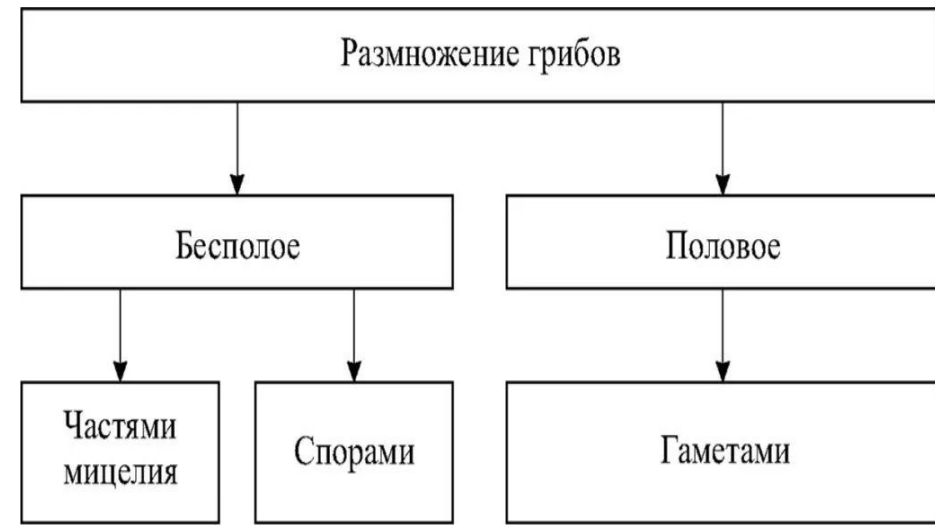 Размножение грибов
Бесполое
Половое
Частями
мицелия
Спорами
Гаметами